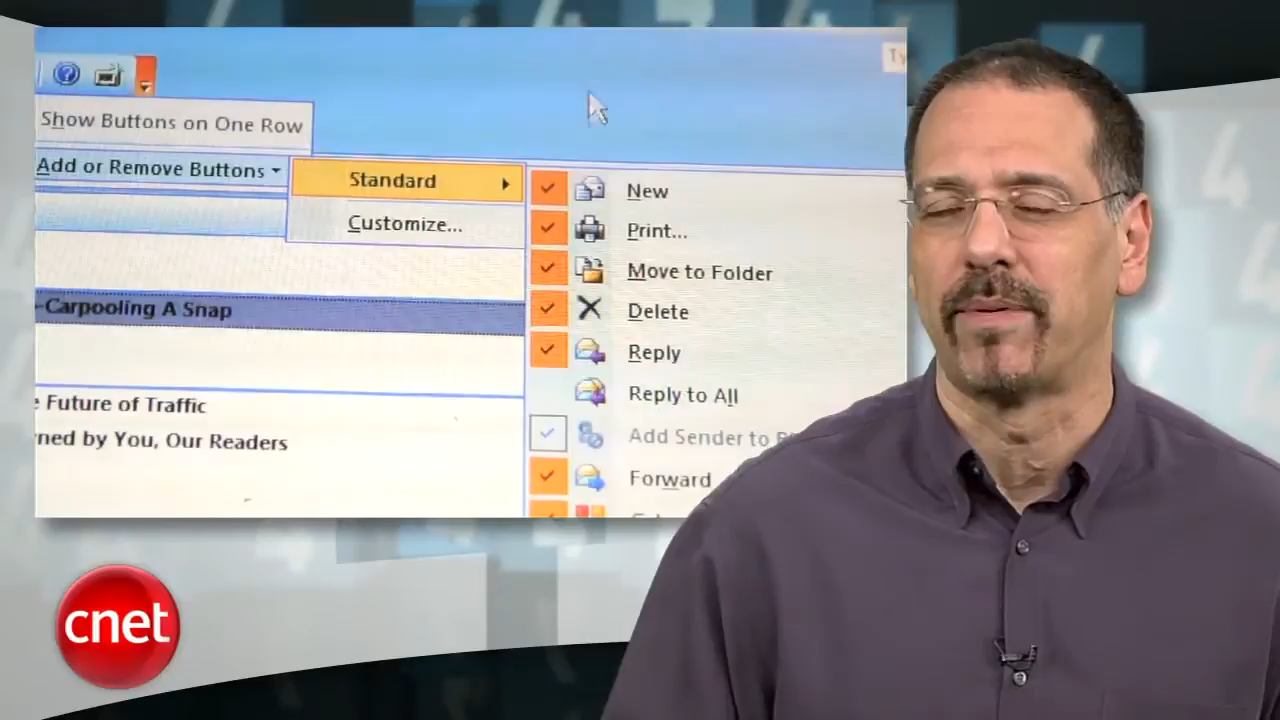 Show Buttons on One Row
Add or Remove Buttons
Standard
Customize...
New
Print...
Move to Folder
Delete
Reply
Reply to All
Add Sender to
Forward
Carpooling A Snap
Future of Traffic
by You, Our Readers
cnet